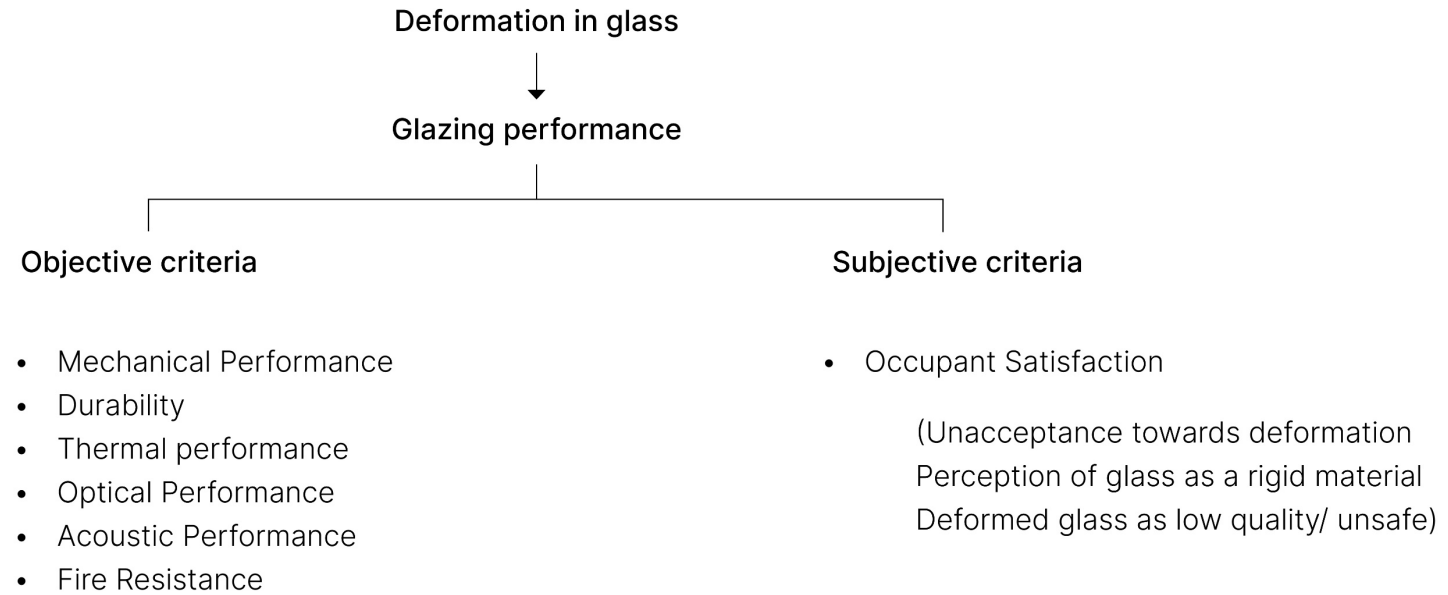 Deformation in glass
Glazing performance
Objective criteria
• Mechanical Performance
• Durability
• Thermal performance
• Optical Performance
• Acoustic Performance
• Fire Resistance
Subjective criteria
• Occupant Satisfaction
(Unacceptance towards deformation
Perception of glass as a rigid material
Deformed glass as low quality/ unsafe)